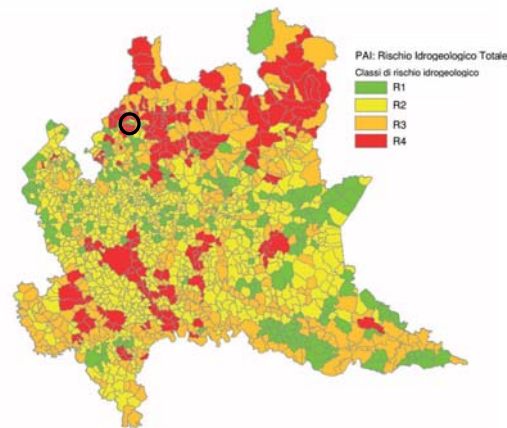 PAI: Rischio Idrogeologico Totale
Classi di rischio idrogeologico
R1
R2
R3
R4